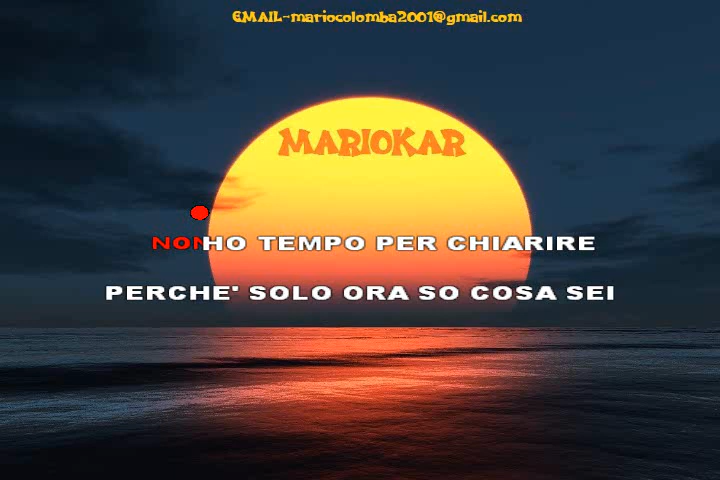 EMAIL-mariocolomba2001@gmail.com
MARIOKAR
NON HO TEMPO PER CHIARIRE
PERCHE' SOLO ORA SO COSA SEI